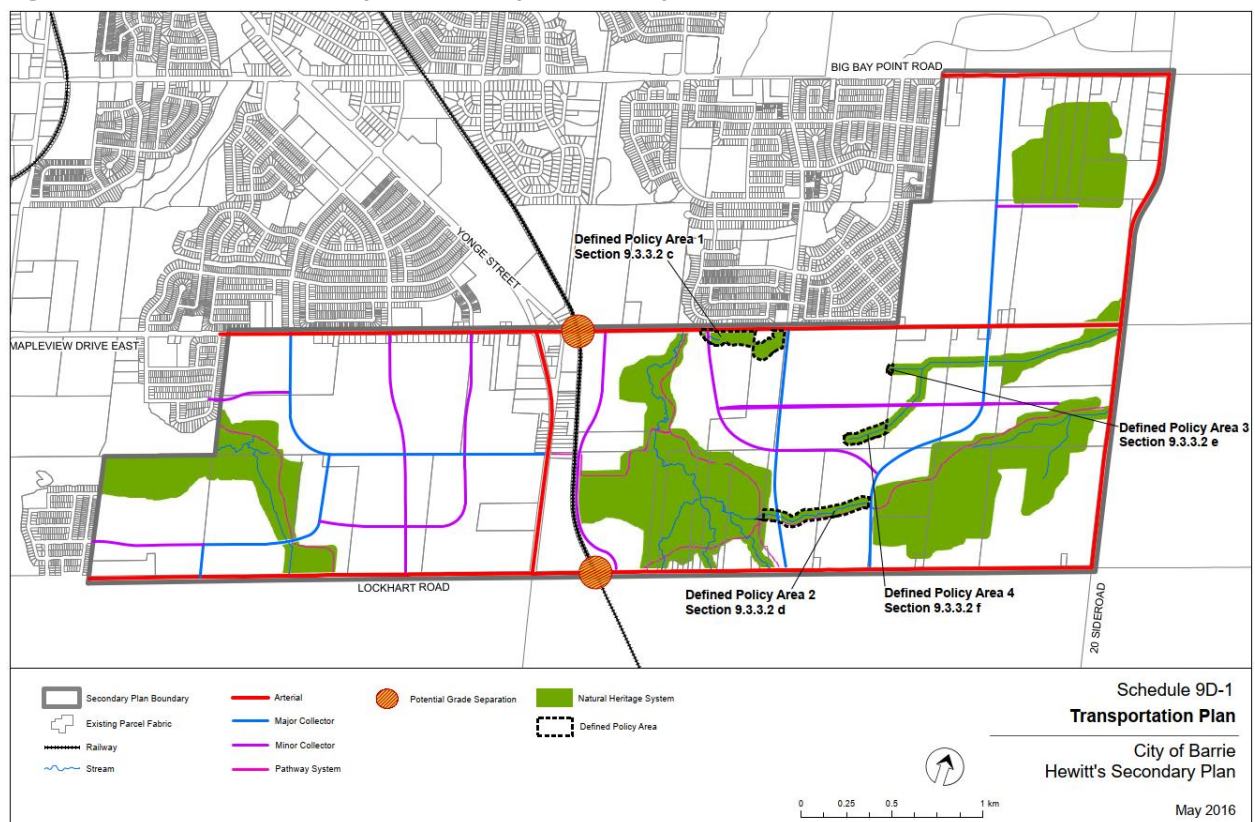 BIG BAY POINT ROAD
YONGE STREET
Defined Policy Area 1
Section 9.3.3.2 c
MAPLEVIEW DRIVE EAST
Defined Policy Area 3
Section 9.3.3.2 e
LOCKHART ROAD
Defined Policy Area 2
Section 9.3.3.2 d
Defined Policy Area 4
Section 9.3.3.2 f
20 SIDEROAD
Secondary Plan Boundary
Existing Parcel Fabric
Railway
Stream
Arterial
Major Collector
Minor Collector
Pathway System
Potential Grade Separation
Natural Heritage System
Defined Policy Area
Schedule 9D-1
Transportation Plan
City of Barrie
Hewitt's Secondary Plan
0 0.25 0.5 1 km
May 2016